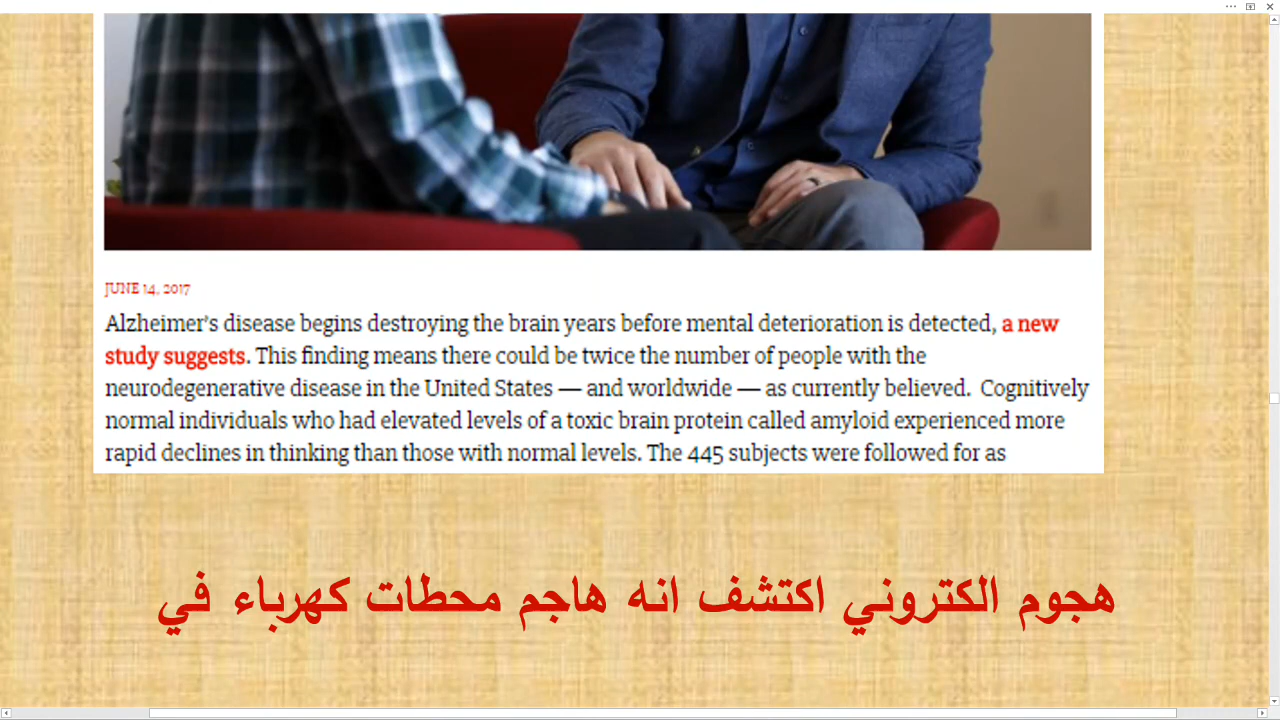 JUNE 14, 2017
Alzheimer's disease begins destroying the brain years before mental deterioration is detected, a new
study suggests. This finding means there could be twice the number of people with the
neurodegenerative disease in the United States — and worldwide — as currently believed. Cognitively
normal individuals who had elevated levels of a toxic brain protein called amyloid experienced more
rapid declines in thinking than those with normal levels. The 445 subjects were followed for as
هجوم الكتروني اكتشف انه هاجم محطات كهرباء في